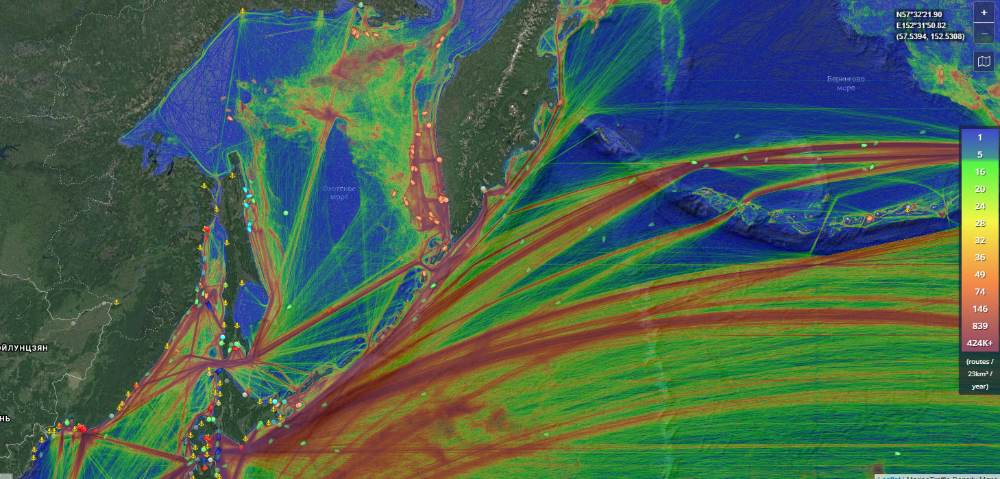 N57°32'21.90
E152°31'50.82
(57.5394, 152.5308)
+
−
Берингово
море
Охотское
море
ОЙЛУНЦЗЯН
НЬ
1
5
16
20
24
28
32
36
49
74
146
839
424K+
(routes /
23km² /
year)
Leaflet | MarineTraffic Density Maps